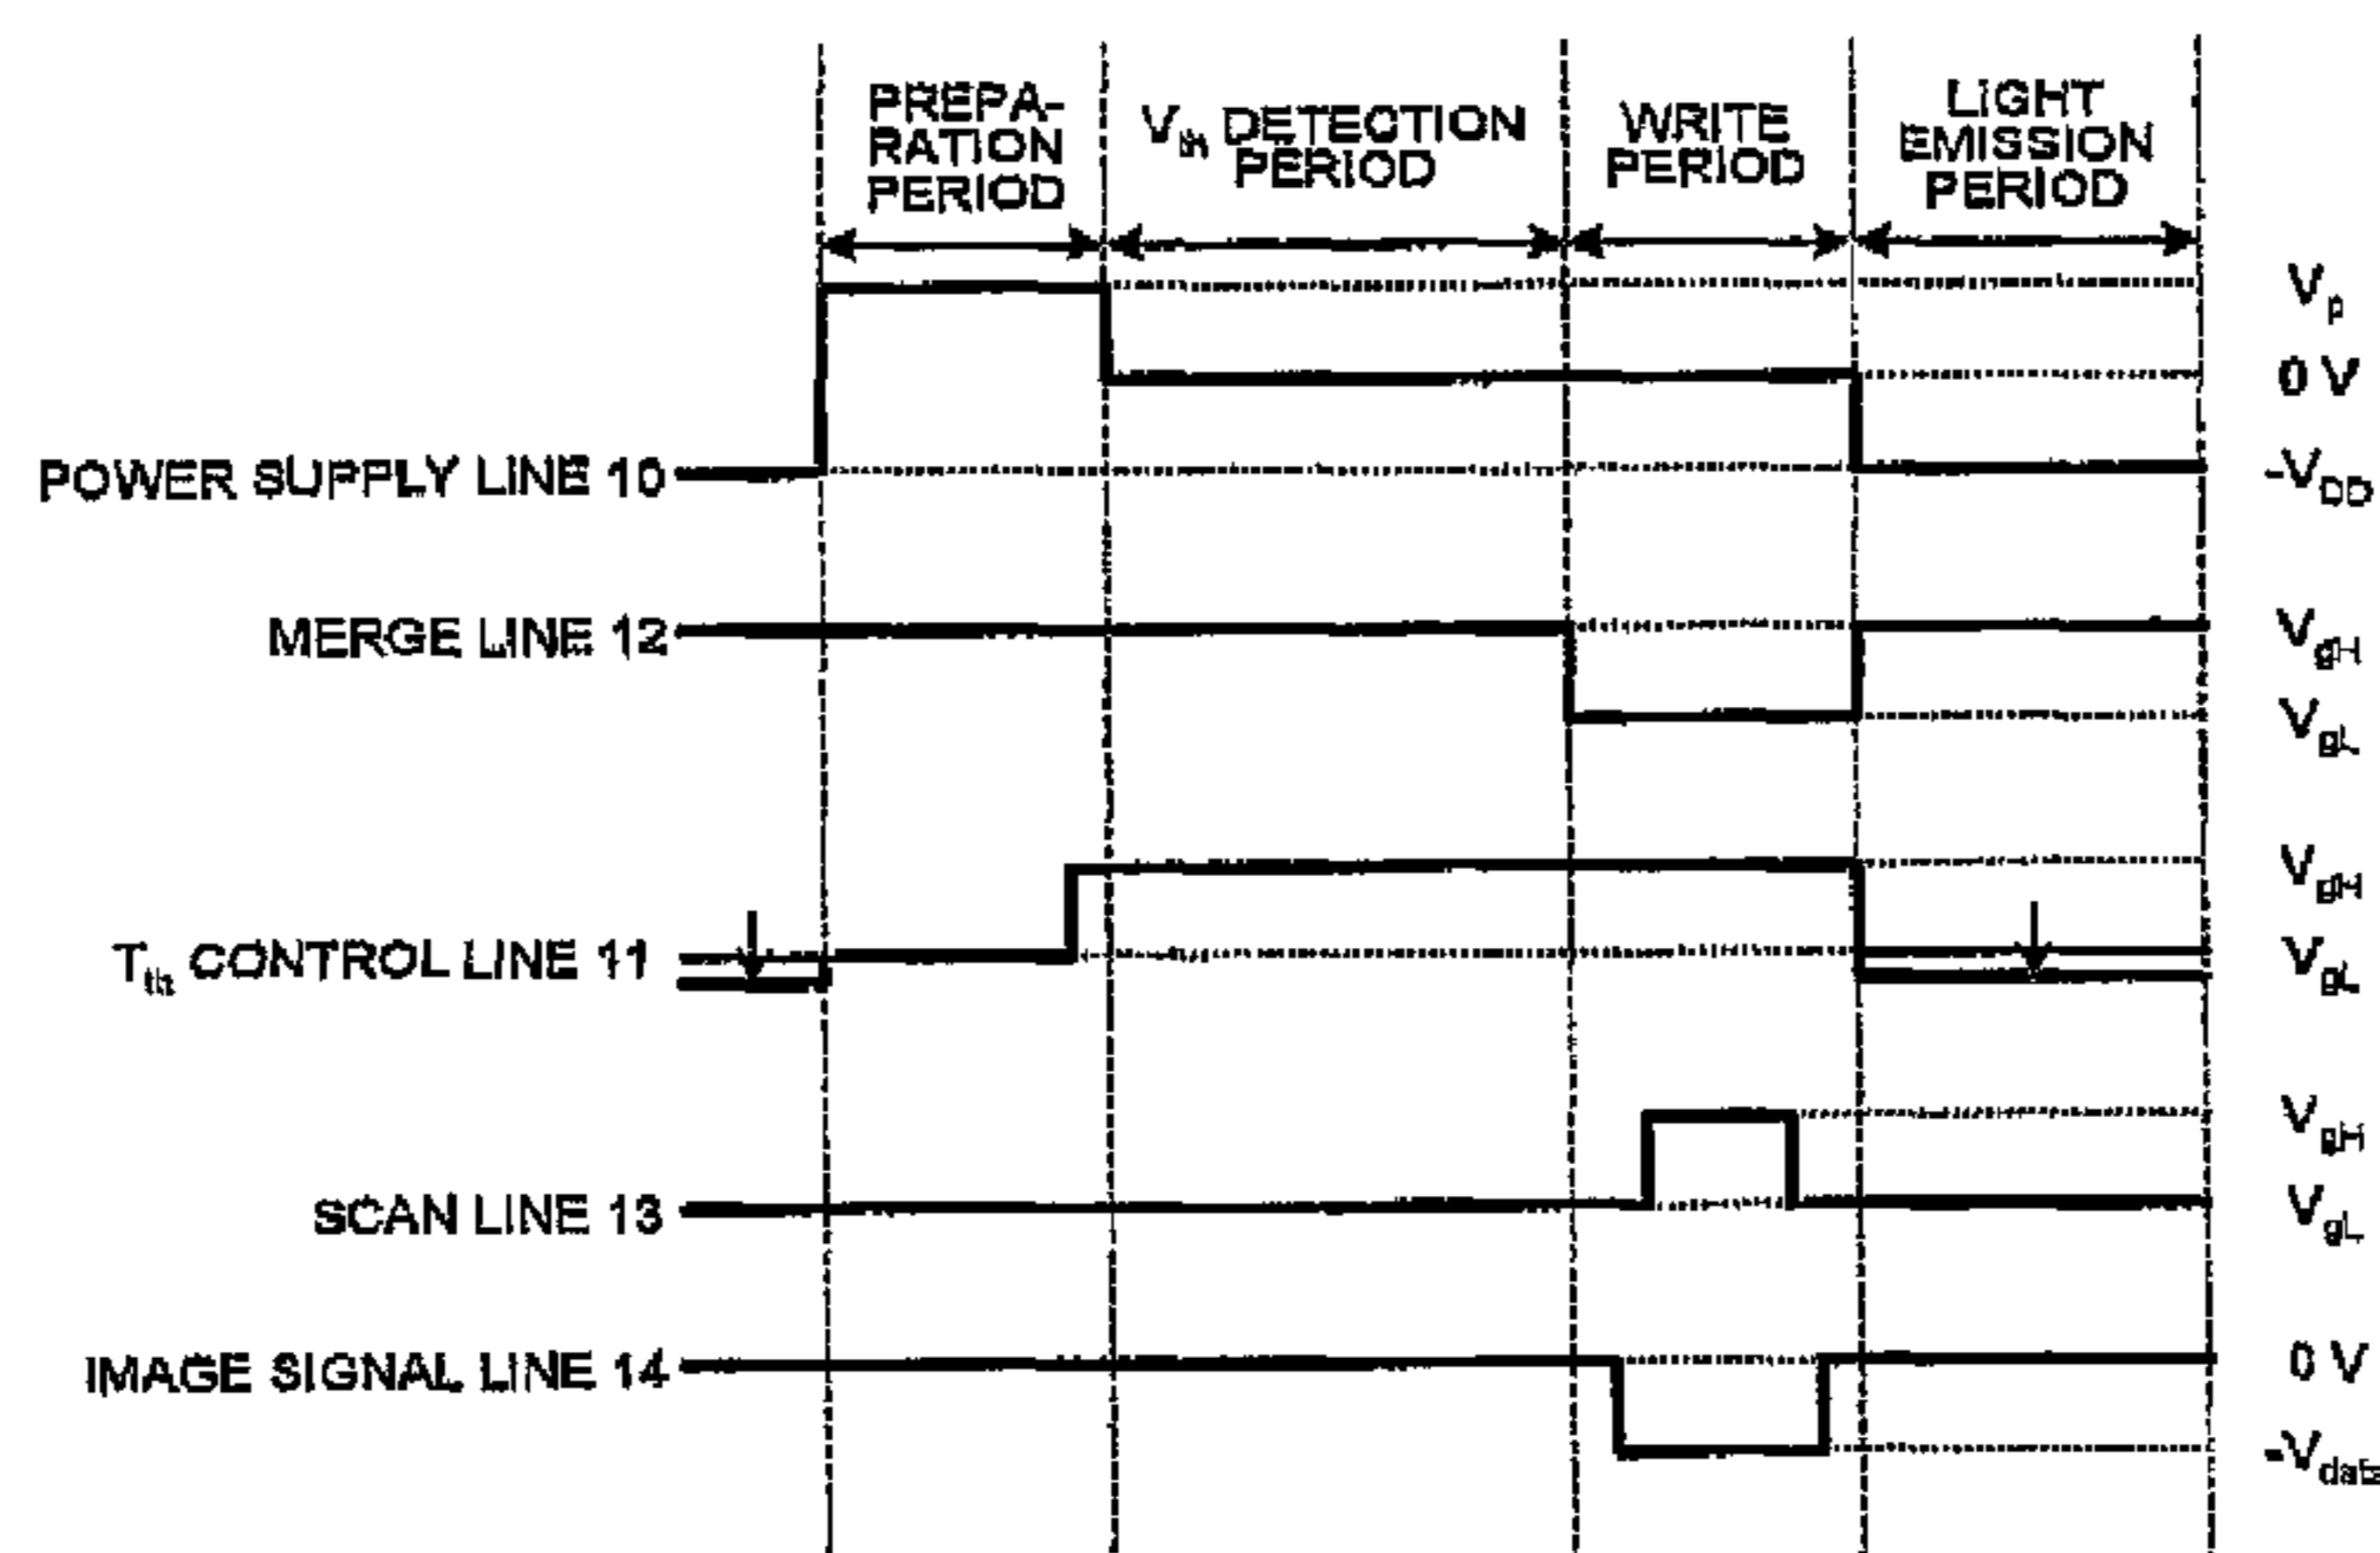 PREPA-
RATION
PERIOD
Vth DETECTION
PERIOD
WRITE
PERIOD
LIGHT
EMISSION
PERIOD
Vp
0 V
POWER SUPPLY LINE 10
-VDD
MERGE LINE 12
VgH
VgL
VgH
Tth CONTROL LINE 11
VgL
VgH
SCAN LINE 13
VgL
IMAGE SIGNAL LINE 14
0 V
-Vdata